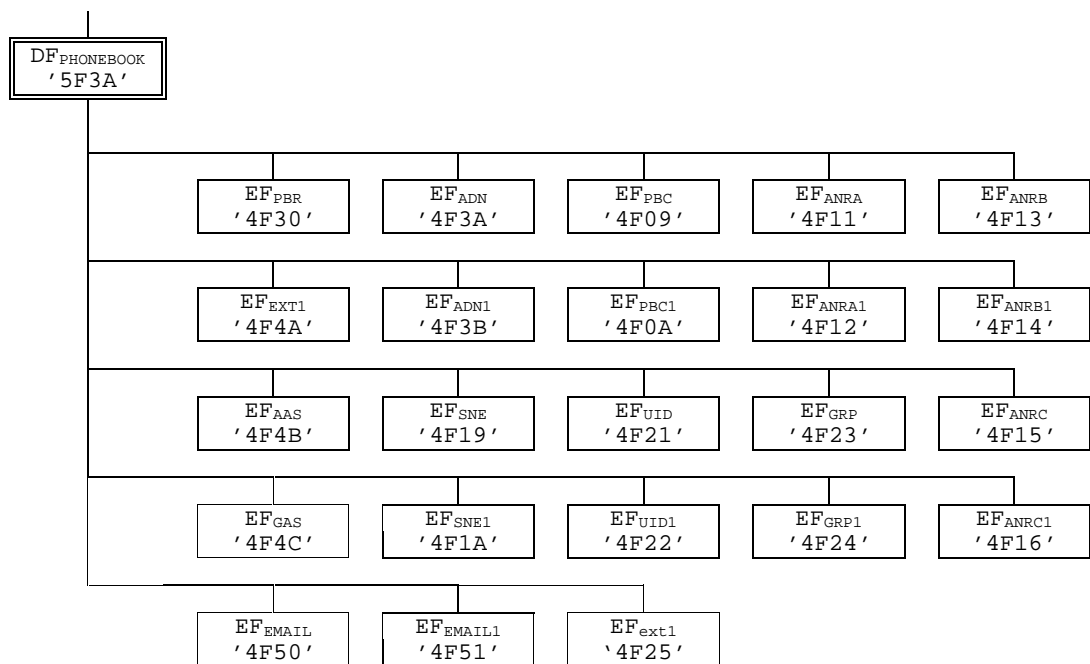 DFPHONEBOOK
'5F3A'
EFPBR EFADN EFPBC EFANRA EFANRB
'4F30' '4F3A' '4F09' '4F11' '4F13'
EFEXT1 EFADN1 EFPBC1 EFANRA1 EFANRB1
'4F4A' '4F3B' '4F0A' '4F12' '4F14'
EFAAS EFSNE EFUID EFGRP EFANRC
'4F4B' '4F19' '4F21' '4F23' '4F15'
EFGAS EFSNE1 EFUID1 EFGRP1 EFANRC1
'4F4C' '4F1A' '4F22' '4F24' '4F16'
EFEMAIL EFEMAIL1 EFext1
'4F50' '4F51' ‘4F25’